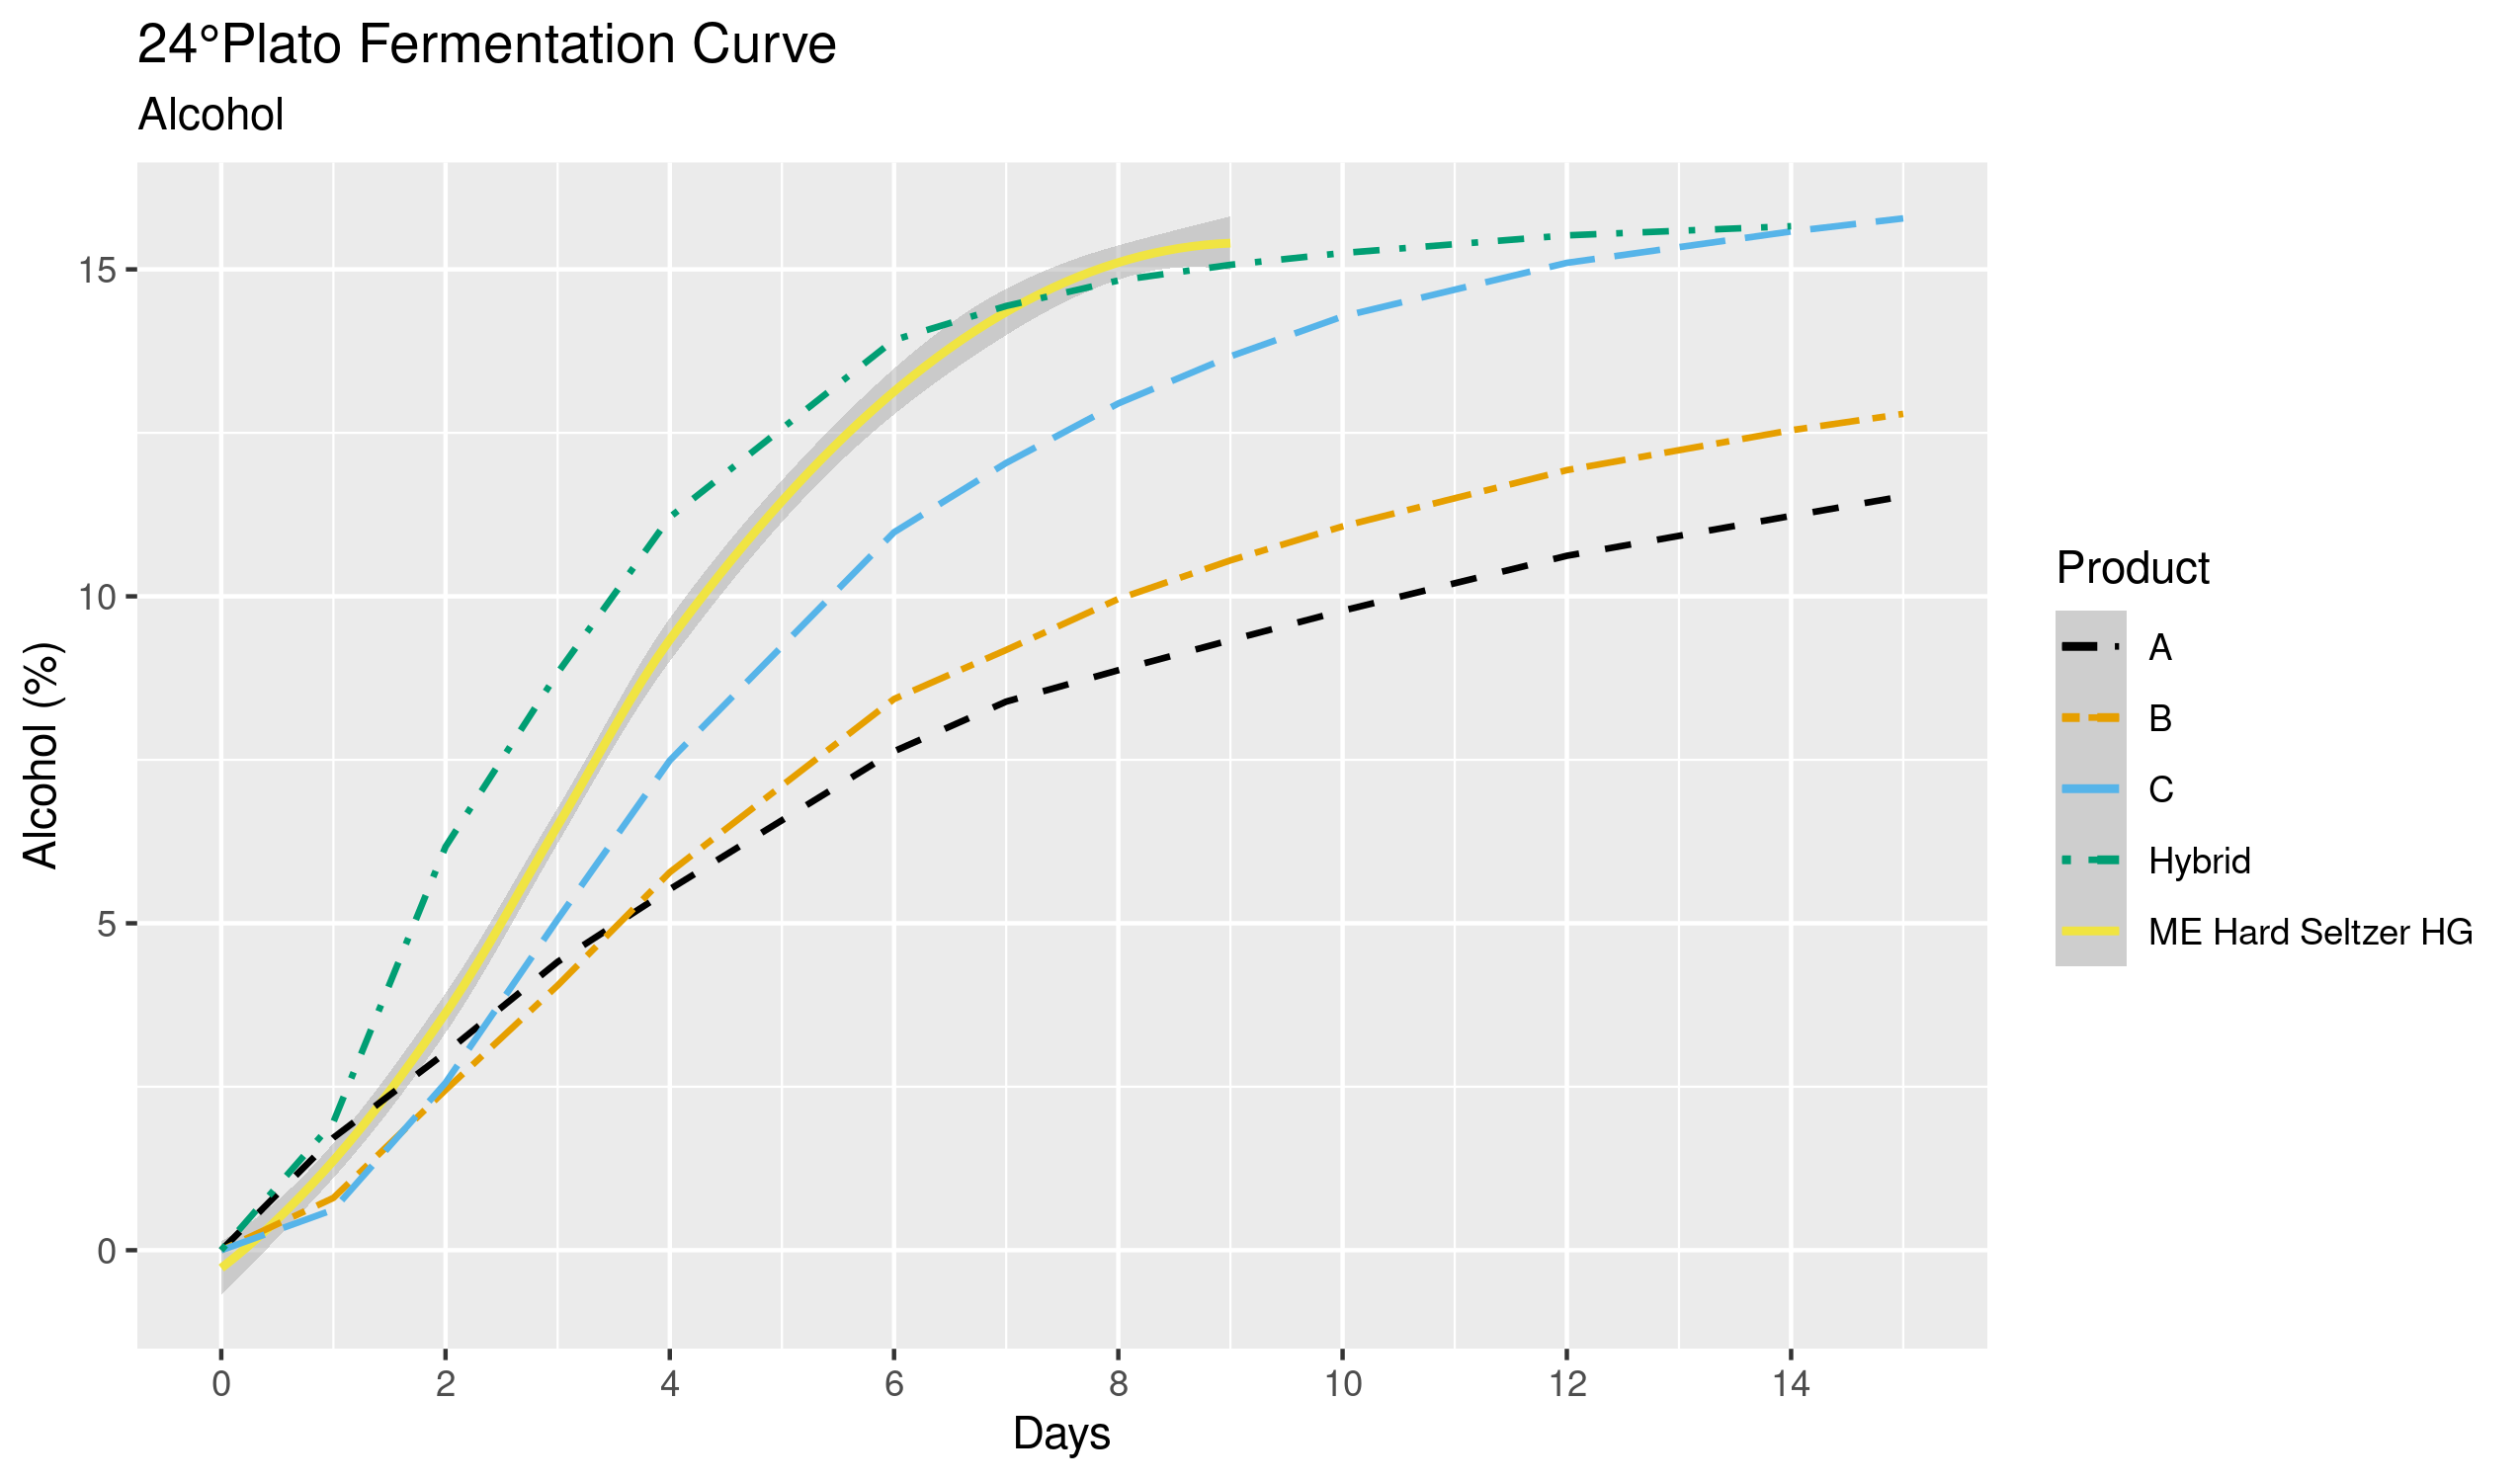 24°Plato Fermentation Curve
Alcohol
Alcohol (%)
15
10
5
0
0 2 4 6 8 10 12 14
Days
Product
A
B
C
Hybrid
ME Hard Seltzer HG